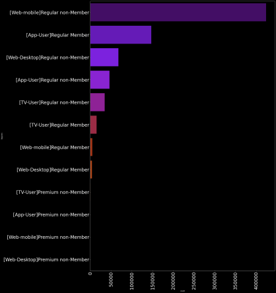 [Web-mobile]Regular non-Member
[App-User]Regular Member
[Web-Desktop]Regular non-Member
[App-User]Regular non-Member
[TV-User]Regular non-Member
[TV-User]Regular Member
[Web-mobile]Regular Member
[Web-Desktop]Regular Member
[TV-User]Premium non-Member
[App-User]Premium non-Member
[Web-mobile]Premium non-Member
[Web-Desktop]Premium non-Member
0
50000
100000
150000
200000
250000
300000
350000
400000